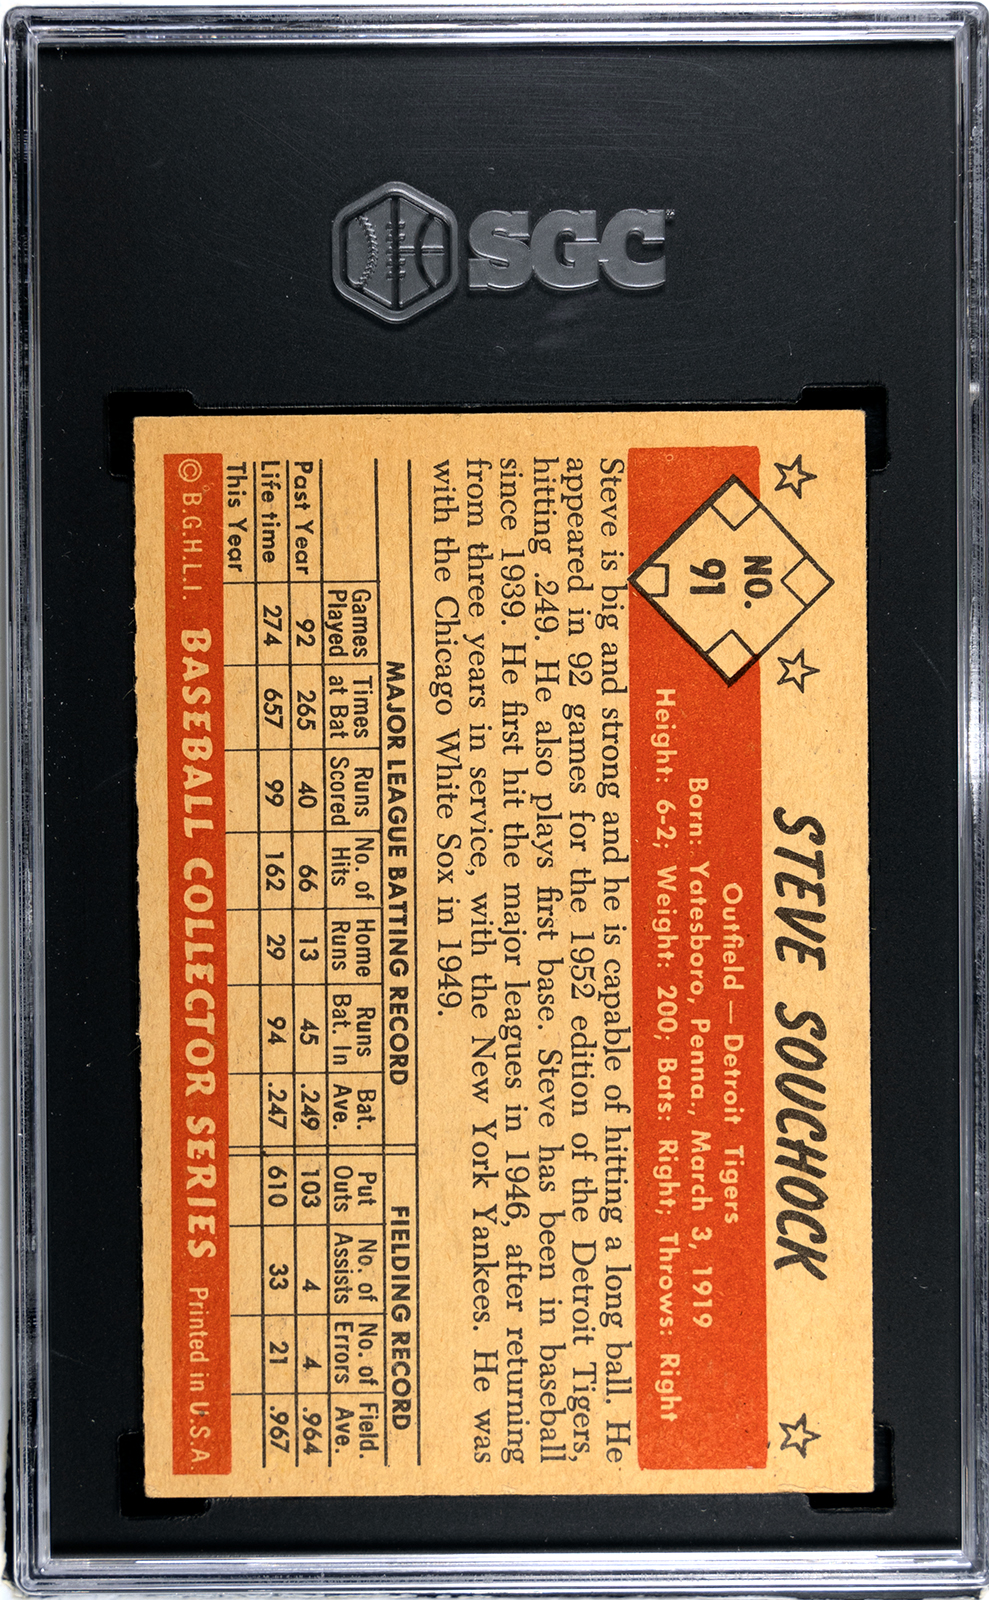 SGC
STEVE SOUCHOCK
NO.
91
Outfield — Detroit Tigers
Born: Yatesboro, Penna., March 3, 1919
Height: 6-2; Weight: 200; Bats: Right; Throws: Right
Steve is big and strong and he is capable of hitting a long ball. He
appeared in 92 games for the 1952 edition of the Detroit Tigers,
hitting .249. He also plays first base. Steve has been in baseball
since 1939. He first hit the major leagues in 1946, after returning
from three years in service, with the New York Yankees. He was
with the Chicago White Sox in 1949.
MAJOR LEAGUE BATTING RECORD FIELDING RECORD
Games Times Runs No. of Home Runs Bat. Put No. of No. of Field.
Played at Bat Scored Hits Runs Bat. In Ave. Outs Assists Errors Ave.
Past Year 92 265 40 66 13 45 .249 103 4 4 .964
Life time 274 657 99 162 29 94 .247 610 33 21 .967
This Year
© B.G.H.L.I. BASEBALL COLLECTOR SERIES Printed in U.S.A.